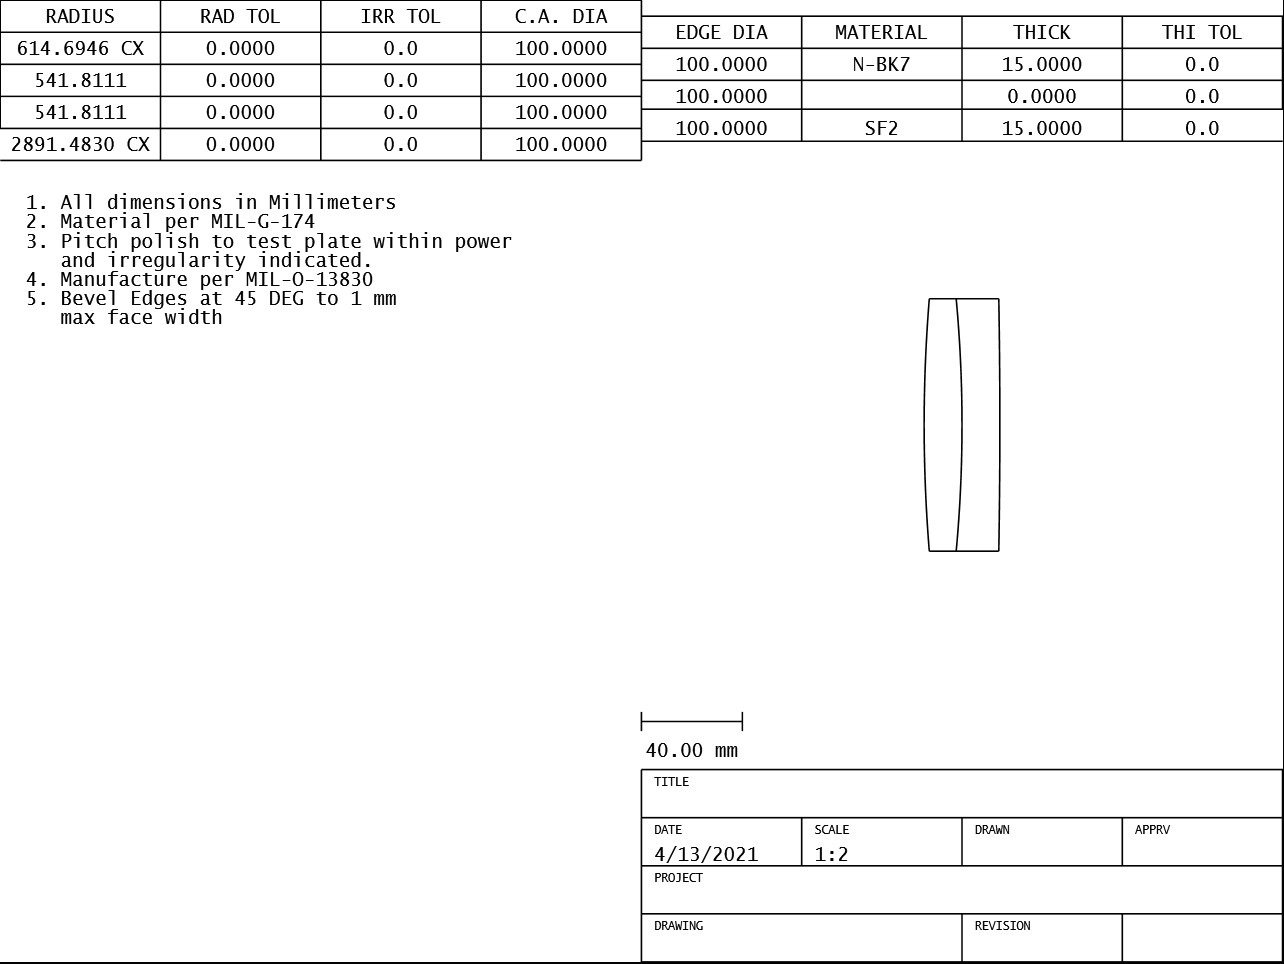 RADIUS RAD TOL IRR TOL C.A. DIA
614.6946 CX 0.0000 0.0 100.0000
541.8111 0.0000 0.0 100.0000
541.8111 0.0000 0.0 100.0000
2891.4830 CX 0.0000 0.0 100.0000
EDGE DIA MATERIAL THICK THI TOL
100.0000 N-BK7 15.0000 0.0
100.0000 0.0000 0.0
100.0000 SF2 15.0000 0.0
1. All dimensions in Millimeters
2. Material per MIL-G-174
3. Pitch polish to test plate within power
and irregularity indicated.
4. Manufacture per MIL-O-13830
5. Bevel Edges at 45 DEG to 1 mm
max face width
40.00 mm
TITLE
DATE SCALE DRAWN APPRV
4/13/2021 1:2
PROJECT
DRAWING REVISION